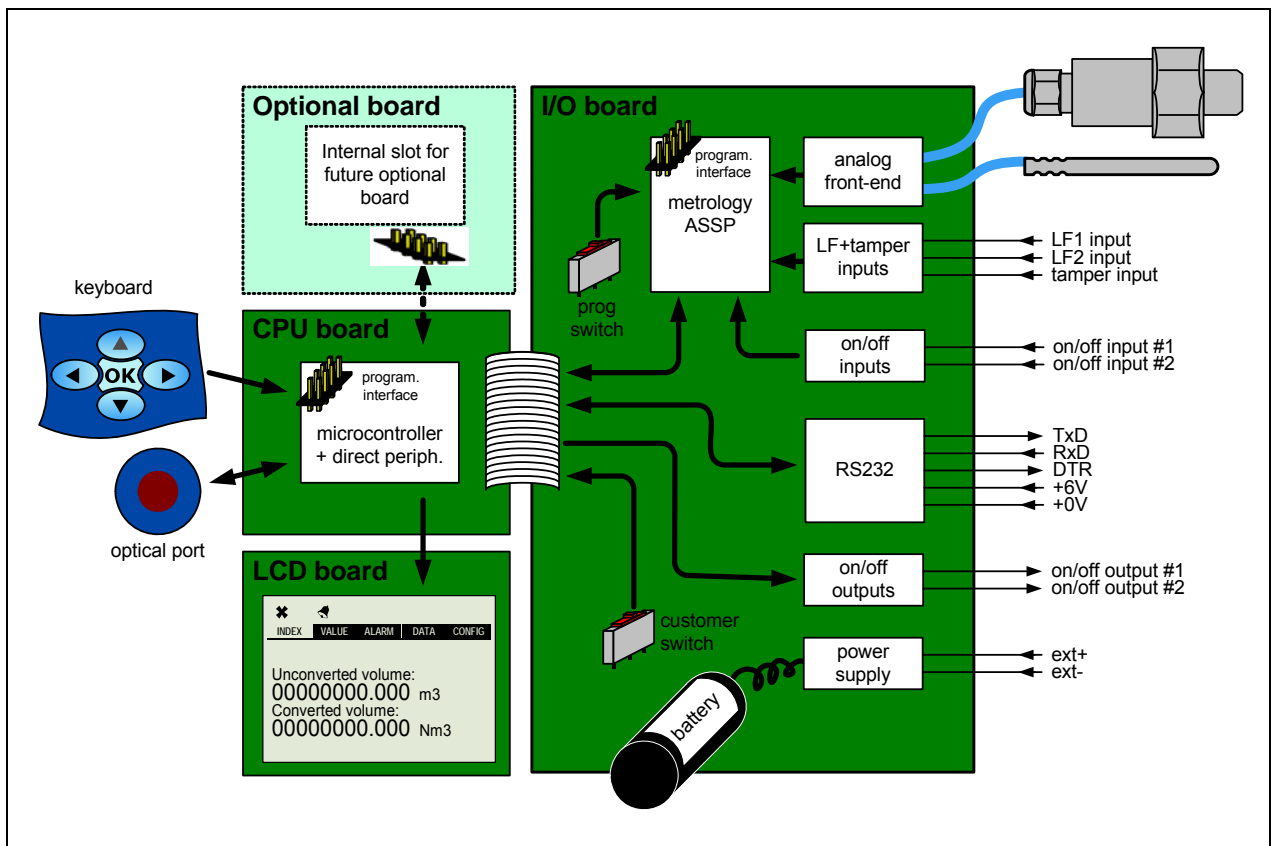 Optional board
Internal slot for
future optional
board
keyboard
OK
optical port
CPU board
program.
interface
microcontroller
+ direct periph.
LCD board
INDEX VALUE ALARM DATA CONFIG
Unconverted volume:
00000000.000 m3
Converted volume:
00000000.000 Nm3
I/O board
program.
interface
metrology
ASSP
prog
switch
analog
front-end
LF+tamper
inputs
LF1 input
LF2 input
tamper input
on/off
inputs
on/off input #1
on/off input #2
RS232
TxD
RxD
DTR
+6V
+0V
on/off
outputs
on/off output #1
on/off output #2
customer
switch
power
supply
ext+
ext-
battery